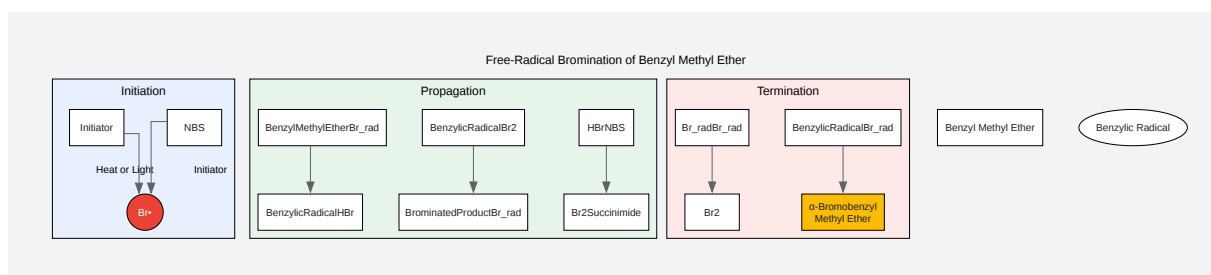 Free-Radical Bromination of Benzyl Methyl Ether
Initiation
Initiator
NBS
Heat or Light
Initiator
Br•
Propagation
BenzylMethylEtherBr_rad
BenzylicRadicalBr2
HBrNBS
BenzylicRadicalHBr
BrominatedProductBr_rad
Br2Succinimide
Termination
Br_radBr_rad
BenzylicRadicalBr_rad
Br2
α-Bromobenzyl
Methyl Ether
Benzyl Methyl Ether
Benzylic Radical